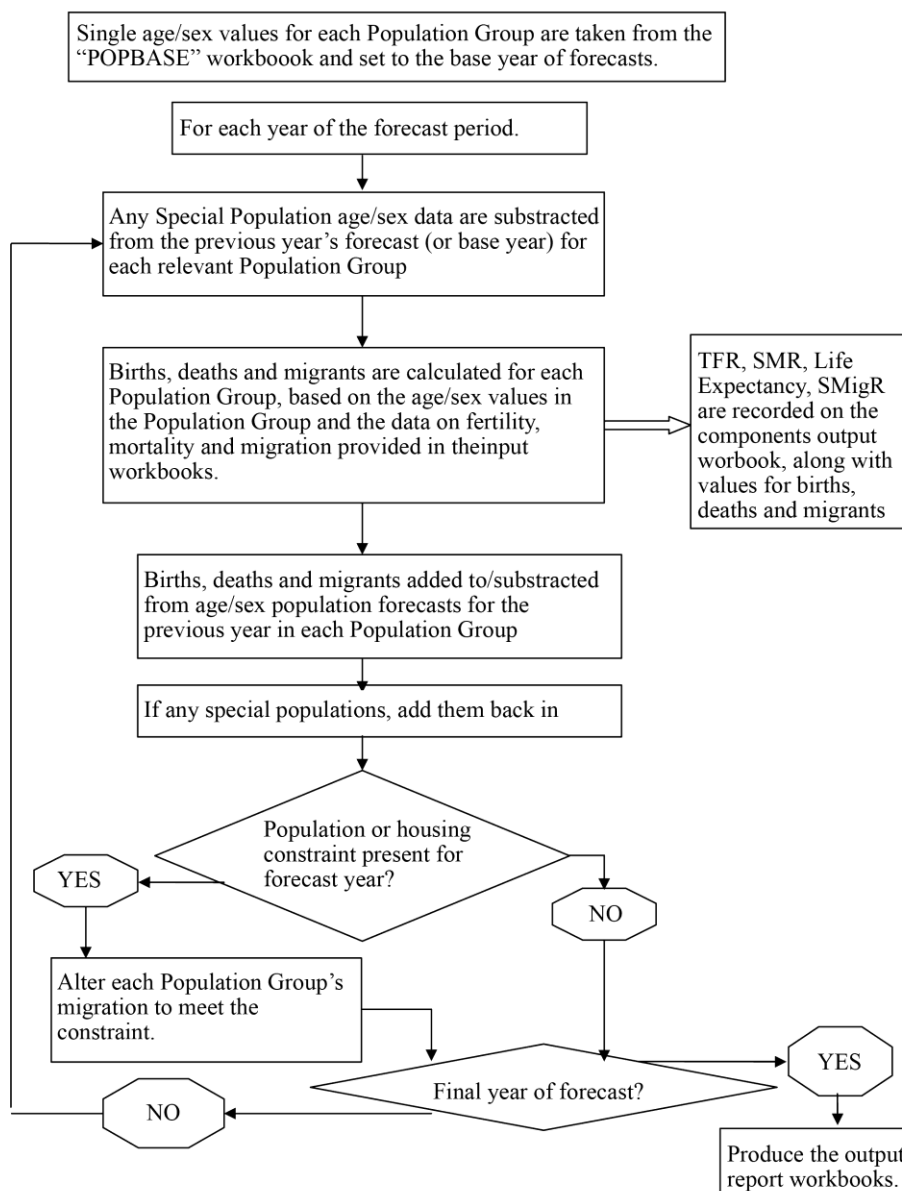 Single age/sex values for each Population Group are taken from the
“POPBASE” workboook and set to the base year of forecasts.
For each year of the forecast period.
Any Special Population age/sex data are substracted
from the previous year’s forecast (or base year) for
each relevant Population Group
Births, deaths and migrants are calculated for each
Population Group, based on the age/sex values in
the Population Group and the data on fertility,
mortality and migration provided in theinput
workbooks.
TFR, SMR, Life
Expectancy, SMigR
are recorded on the
components output
worbook, along with
values for births,
deaths and migrants
Births, deaths and migrants added to/substracted
from age/sex population forecasts for the
previous year in each Population Group
If any special populations, add them back in
Population or housing
constraint present for
forecast year?
YES
NO
Alter each Population Group’s
migration to meet the
constraint.
Final year of forecast?
YES
NO
Produce the output
report workbooks.